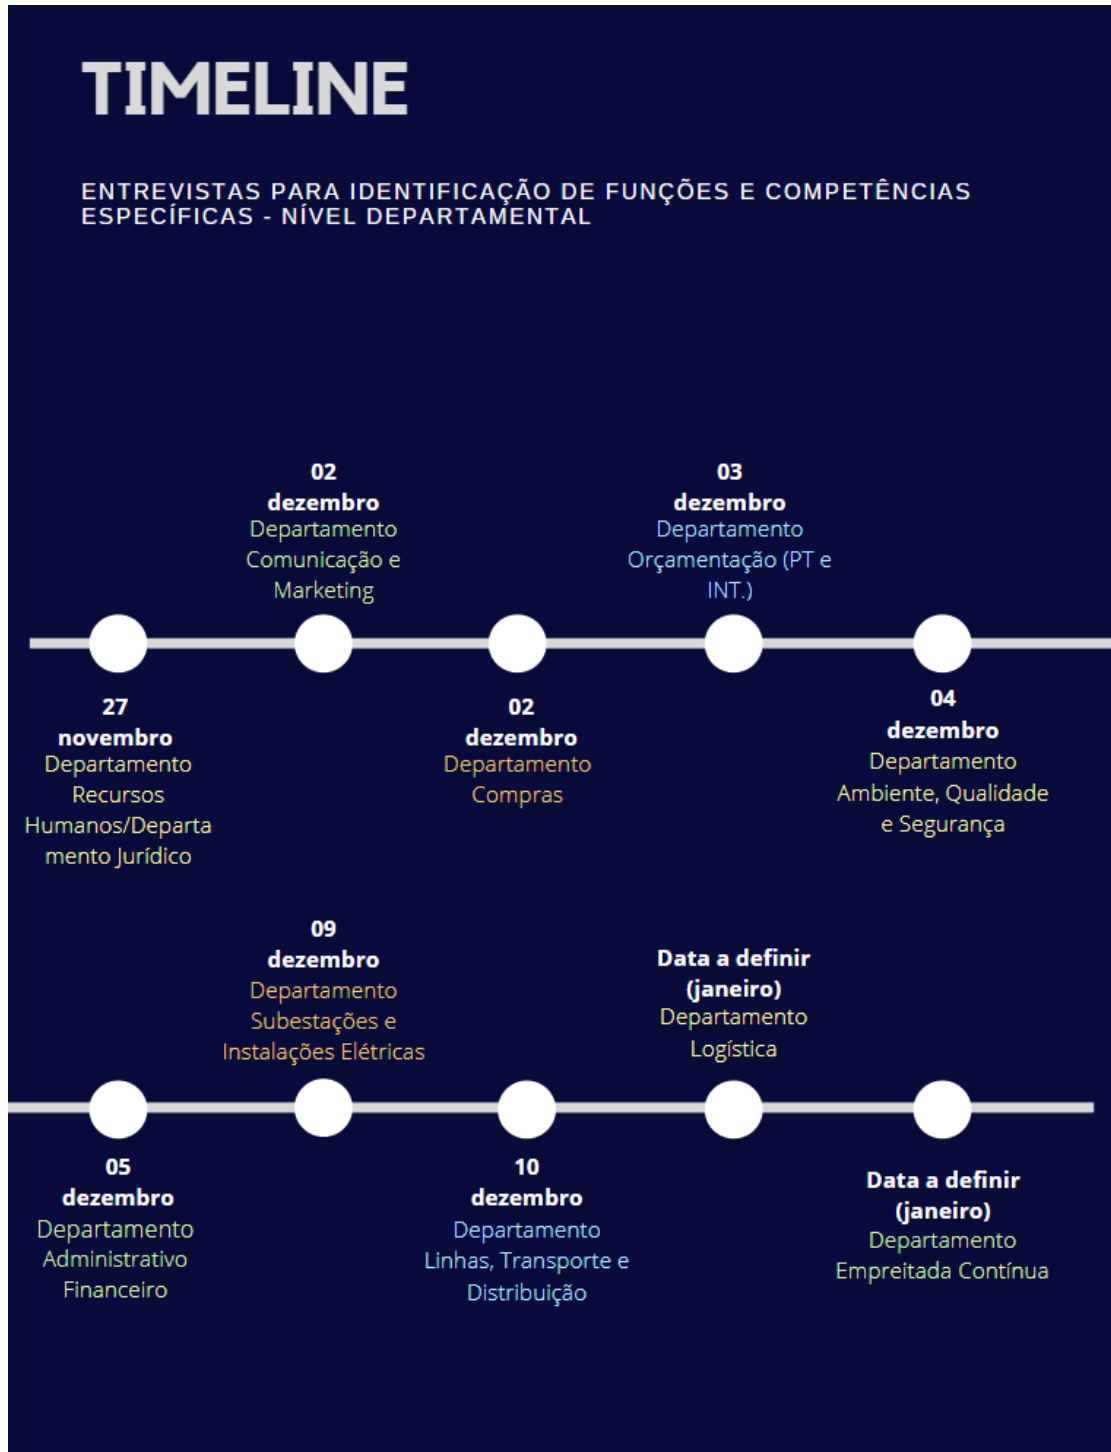 TIMELINE
ENTREVISTAS PARA IDENTIFICAÇÃO DE FUNÇÕES E COMPETÊNCIAS
ESPECÍFICAS - NÍVEL DEPARTAMENTAL
27
novembro
Departamento
Recursos
Humanos/Departa
mento Jurídico
02
dezembro
Departamento
Comunicação e
Marketing
02
dezembro
Departamento
Compras
03
dezembro
Departamento
Orçamentação (PT e
INT.)
04
dezembro
Departamento
Ambiente, Qualidade
e Segurança
05
dezembro
Departamento
Administrativo
Financeiro
09
dezembro
Departamento
Subestações e
Instalações Elétricas
10
dezembro
Departamento
Linhas, Transporte e
Distribuição
Data a definir
(janeiro)
Departamento
Logística
Data a definir
(janeiro)
Departamento
Empreitada Contínua